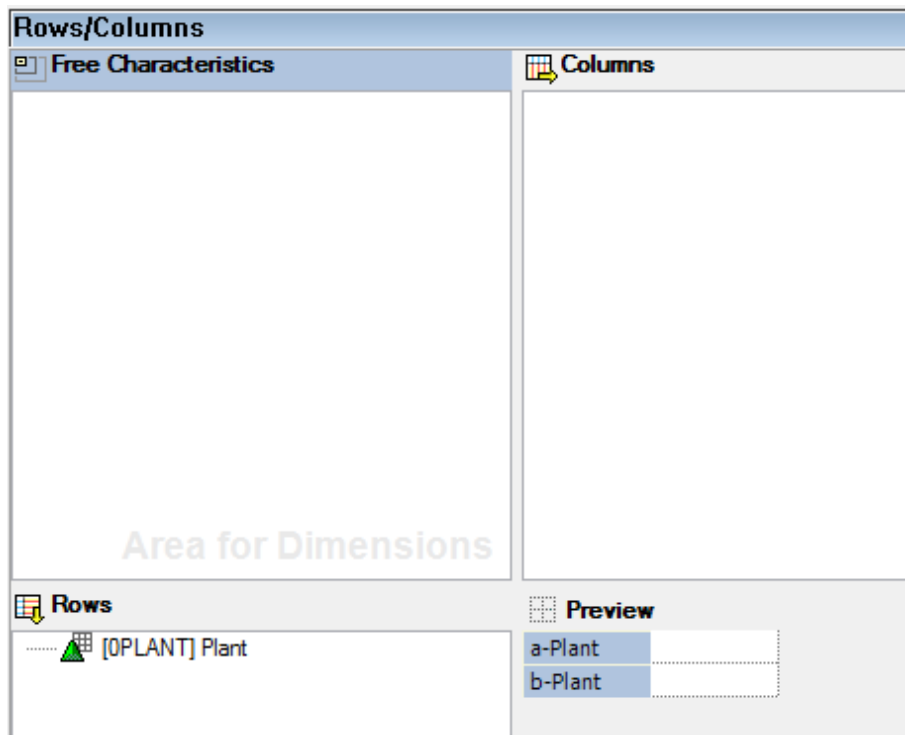 Rows/Columns
Free Characteristics
Columns
Area for Dimensions
Rows
[0PLANT] Plant
Preview
a-Plant
b-Plant